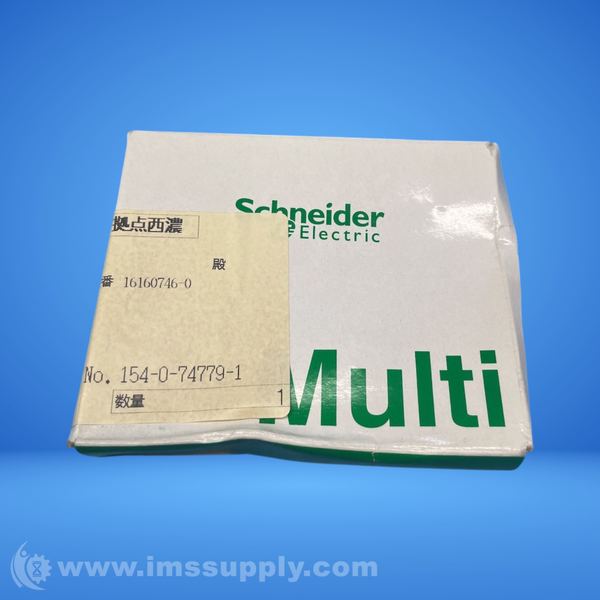 Schneider
Electric
拠点西濃
殿
番 16160746-0
No. 154-0-74779-1
数量 1
Multi
www.imssupply.com